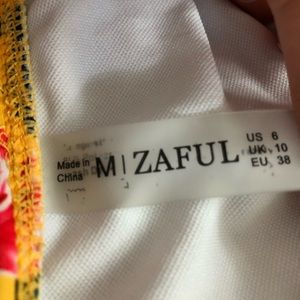 Made in
China
M| ZAFUL
US 6
UK 10
EU 38